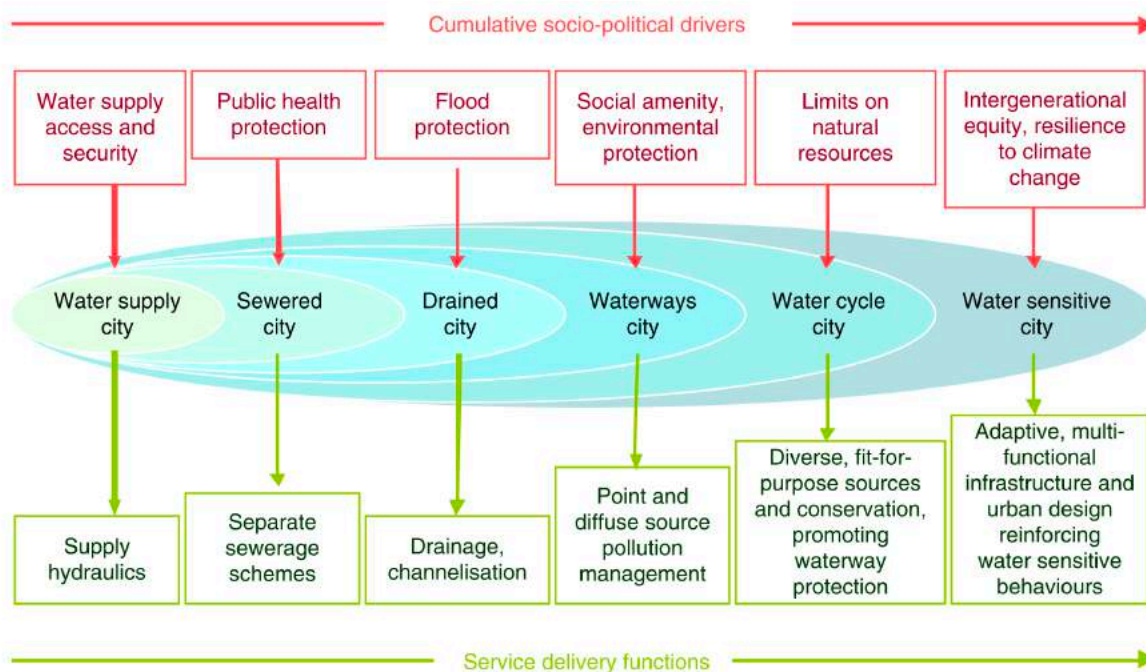 Cumulative socio-political drivers
Water supply
access and
security
Public health
protection
Flood
protection
Social amenity,
environmental
protection
Limits on
natural
resources
Intergenerational
equity, resilience
to climate
change
Water supply
city
Sewered
city
Drained
city
Waterways
city
Water cycle
city
Water sensitive
city
Supply
hydraulics
Separate
sewerage
schemes
Drainage,
channelisation
Point and
diffuse source
pollution
management
Diverse, fit-for-
purpose sources
and conservation,
promoting
waterway
protection
Adaptive, multi-
functional
infrastructure and
urban design
reinforcing
water sensitive
behaviours
Service delivery functions